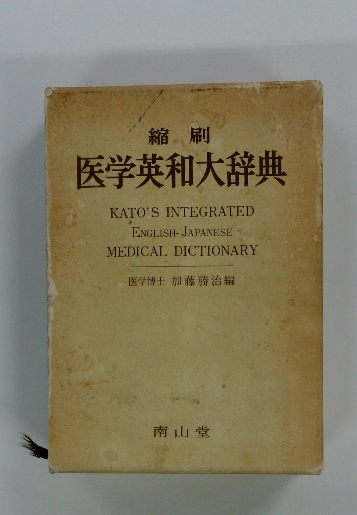 縮刷
医学英和大辞典
KATO'S INTEGRATED
ENGLISH-JAPANESE
MEDICAL DICTIONARY
医学博士 加藤勝治編
南山堂